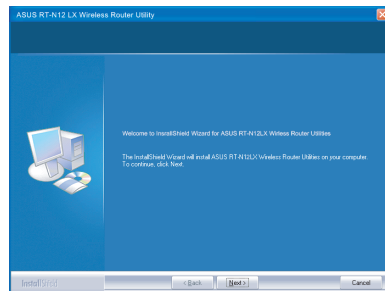 ASUS RT-N12 LX Wireless Router Utility
Welcome to InsrallShield Wizard for ASUS RT-N12LX Wirless Router Utilities
The InstallShield Wizard will install ASUS RT-N12LX Wireless Router Utilities on your computer.
To continue, click Next.
InstallShield
< Back
Next >
Cancel